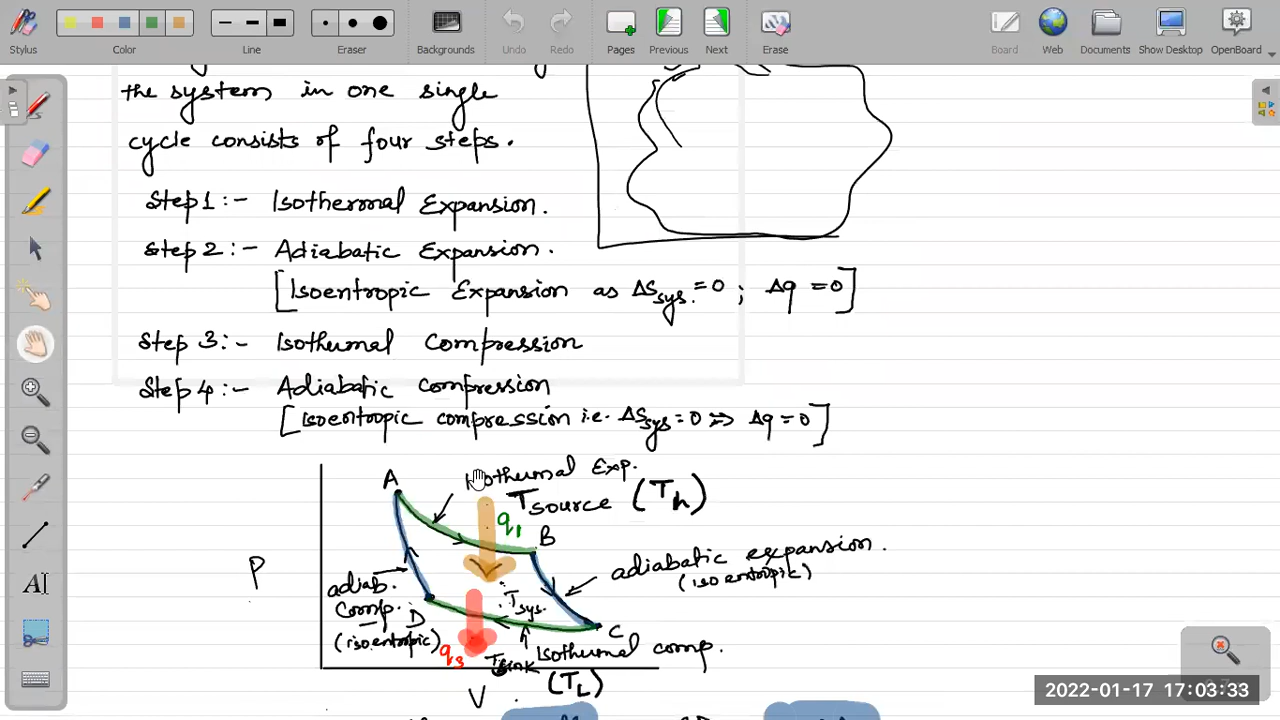 Stylus
Color
Line
Eraser
Backgrounds
Undo
Redo
Pages
Previous
Next
Erase
Board
Web
Documents
Show Desktop
OpenBoard
the system in one single
cycle consists of four steps.
Step 1 :- Isothermal Expansion.
Step 2 :- Adiabatic Expansion.
[Isoentropic Expansion as ΔSsys. = 0 ; Δq = 0]
Step 3 :- Isothermal Compression
Step 4 :- Adiabatic compression
[Isoentropic compression i.e. ΔSsys = 0 => Δq = 0]
A
Isothermal Exp.
Tsource (Th)
q1
B
adiabatic expansion.
(isoentropic)
P
adiab.
comp.
D
(isoentropic)
Tsys.
C
q3
Isothermal comp.
Tsink
(TL)
V
2022-01-17 17:03:33